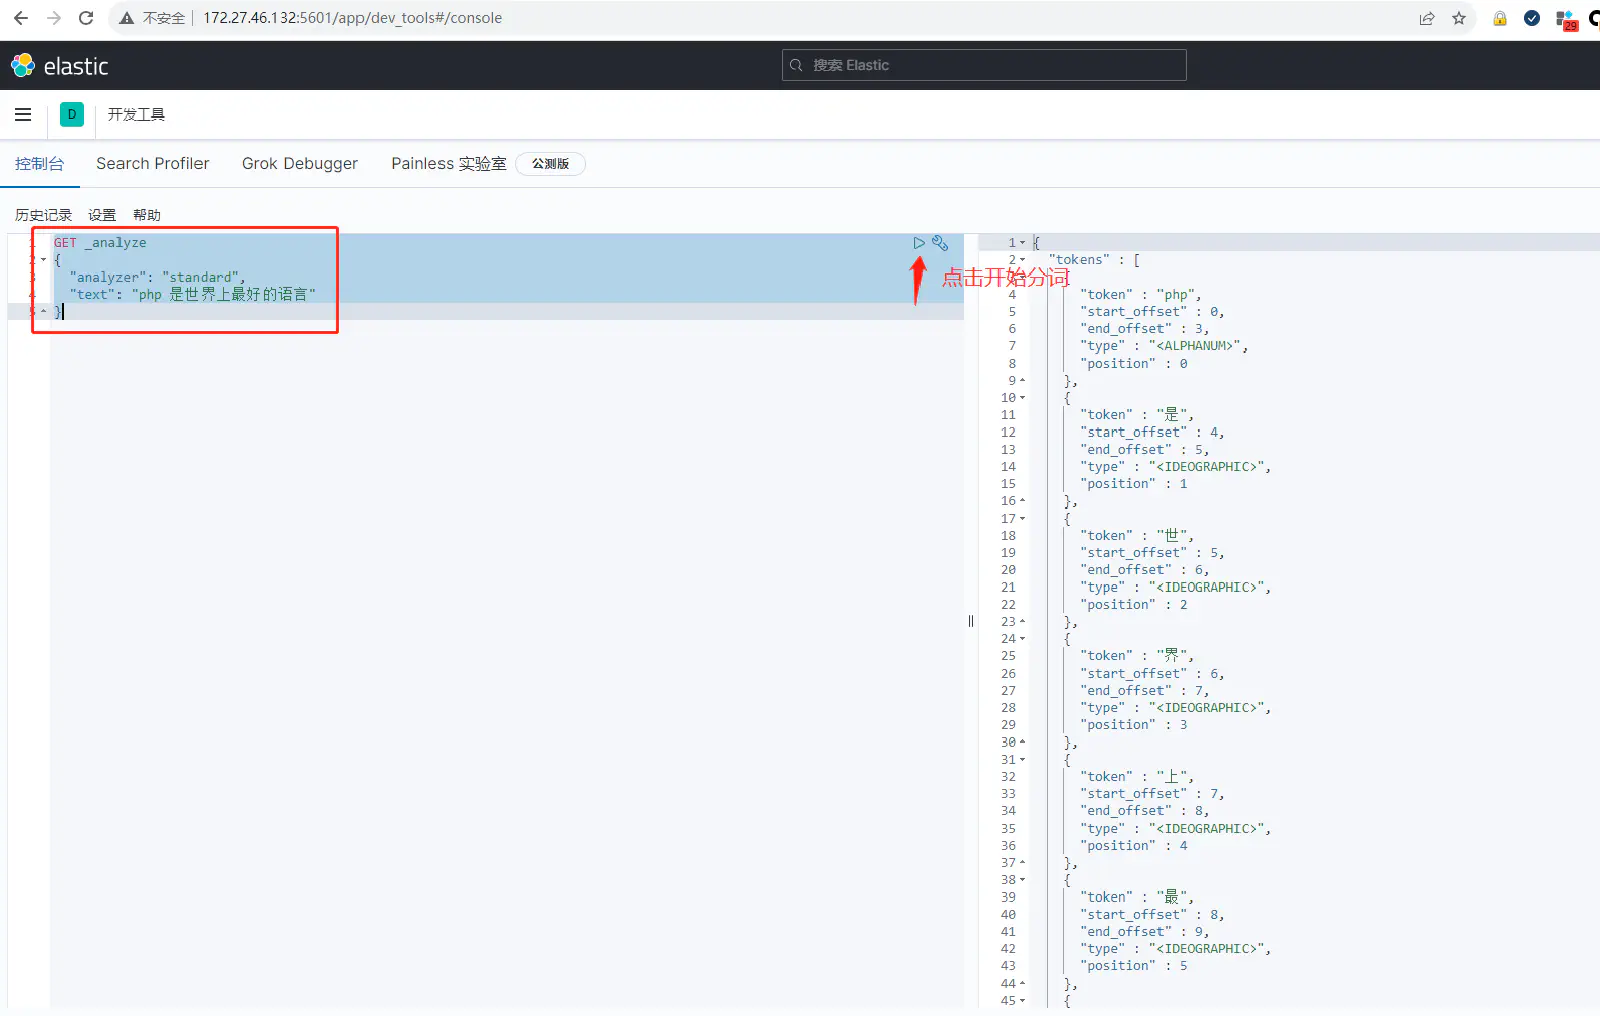 不安全 172.27.46.132:5601/app/dev_tools#/console
29
elastic
搜索 Elastic
D 开发工具
控制台 Search Profiler Grok Debugger Painless 实验室 公测版
历史记录 设置 帮助
1 GET _analyze
2 {
3 "analyzer": "standard",
4 "text": "php 是世界上最好的语言"
5 }
点击开始分词
1 {
2 "tokens" : [
{
4 "token" : "php",
5 "start_offset" : 0,
6 "end_offset" : 3,
7 "type" : "<ALPHANUM>",
8 "position" : 0
9 },
10 {
11 "token" : "是",
12 "start_offset" : 4,
13 "end_offset" : 5,
14 "type" : "<IDEOGRAPHIC>",
15 "position" : 1
16 },
17 {
18 "token" : "世",
19 "start_offset" : 5,
20 "end_offset" : 6,
21 "type" : "<IDEOGRAPHIC>",
22 "position" : 2
23 },
24 {
25 "token" : "界",
26 "start_offset" : 6,
27 "end_offset" : 7,
28 "type" : "<IDEOGRAPHIC>",
29 "position" : 3
30 },
31 {
32 "token" : "上",
33 "start_offset" : 7,
34 "end_offset" : 8,
35 "type" : "<IDEOGRAPHIC>",
36 "position" : 4
37 },
38 {
39 "token" : "最",
40 "start_offset" : 8,
41 "end_offset" : 9,
42 "type" : "<IDEOGRAPHIC>",
43 "position" : 5
44 },
45 {